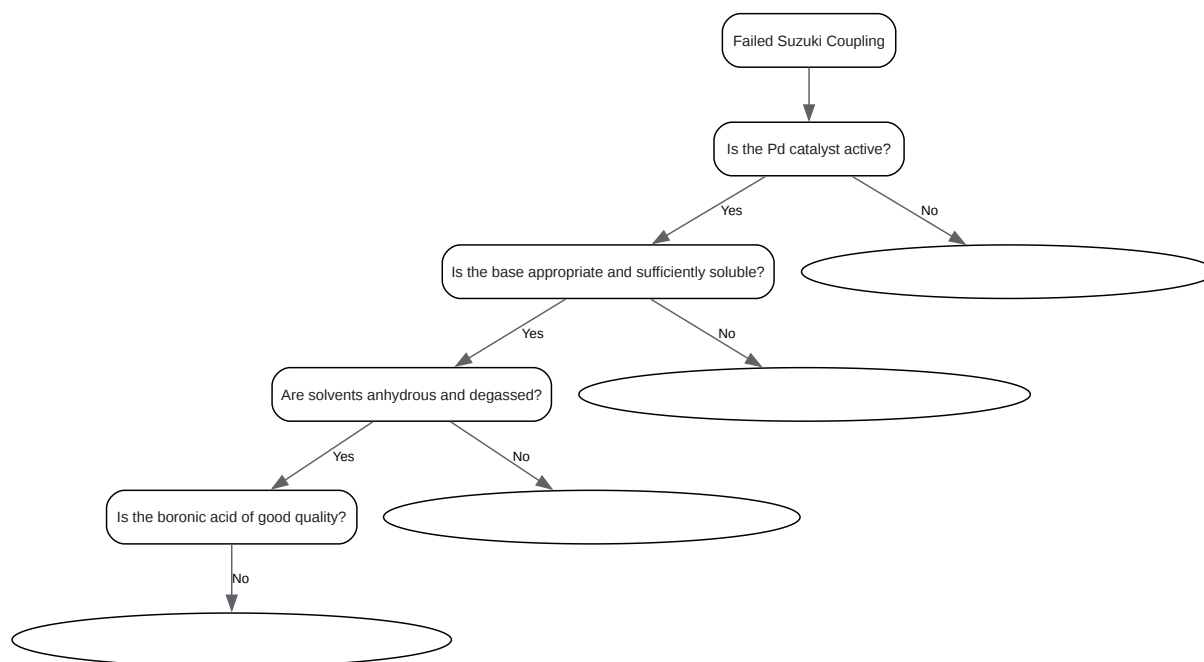 Failed Suzuki Coupling
Is the Pd catalyst active?
Yes
No
Is the base appropriate and sufficiently soluble?
Yes
No
Are solvents anhydrous and degassed?
Yes
No
Is the boronic acid of good quality?
No